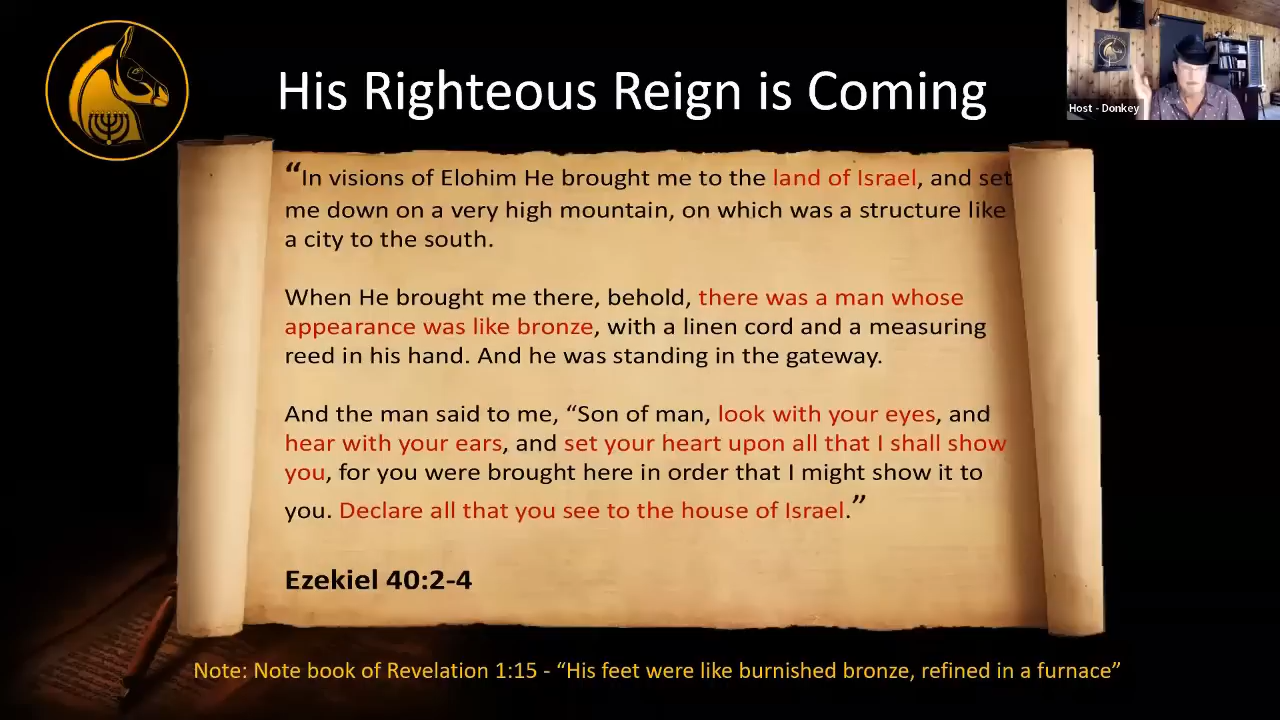 His Righteous Reign is Coming
Host - Donkey
“In visions of Elohim He brought me to the land of Israel, and set
me down on a very high mountain, on which was a structure like
a city to the south.
When He brought me there, behold, there was a man whose
appearance was like bronze, with a linen cord and a measuring
reed in his hand. And he was standing in the gateway.
And the man said to me, “Son of man, look with your eyes, and
hear with your ears, and set your heart upon all that I shall show
you, for you were brought here in order that I might show it to
you. Declare all that you see to the house of Israel.”
Ezekiel 40:2-4
Note: Note book of Revelation 1:15 - “His feet were like burnished bronze, refined in a furnace”